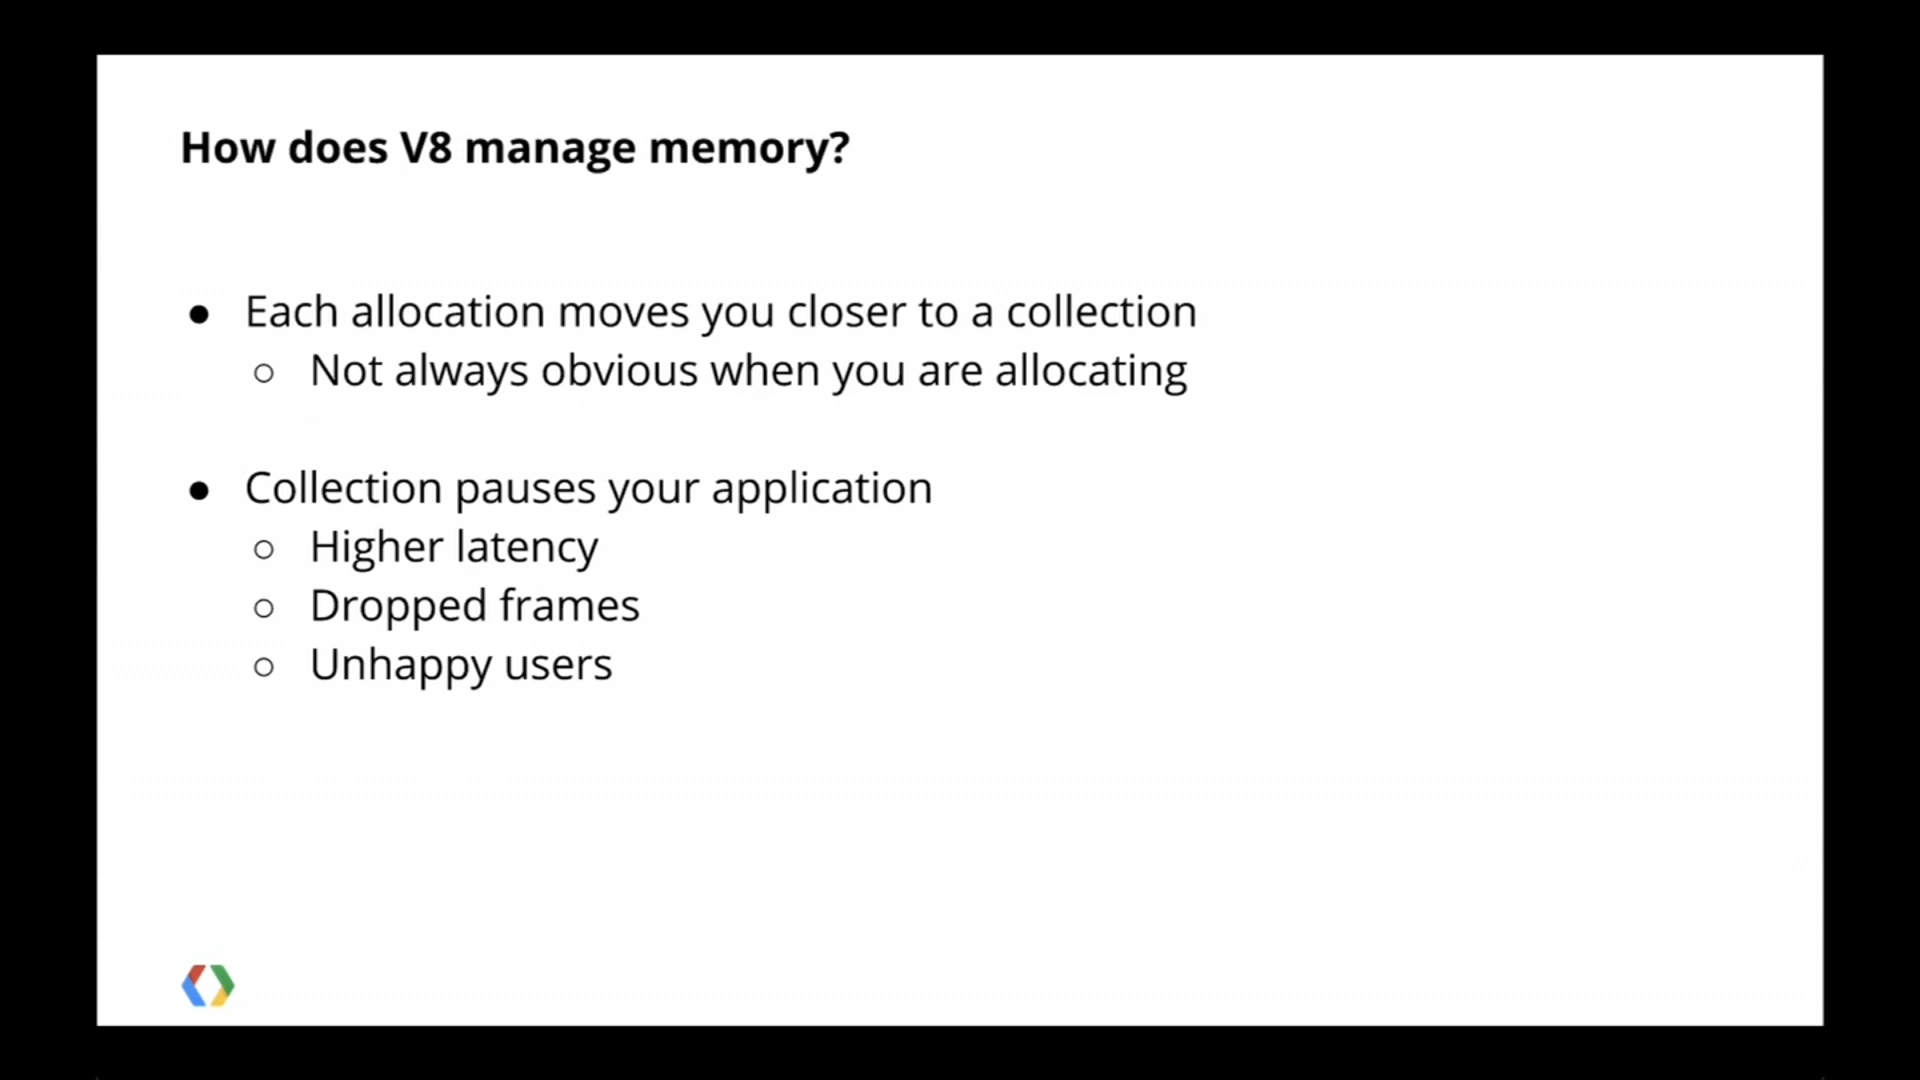 How does V8 manage memory?
● Each allocation moves you closer to a collection
○ Not always obvious when you are allocating
● Collection pauses your application
○ Higher latency
○ Dropped frames
○ Unhappy users